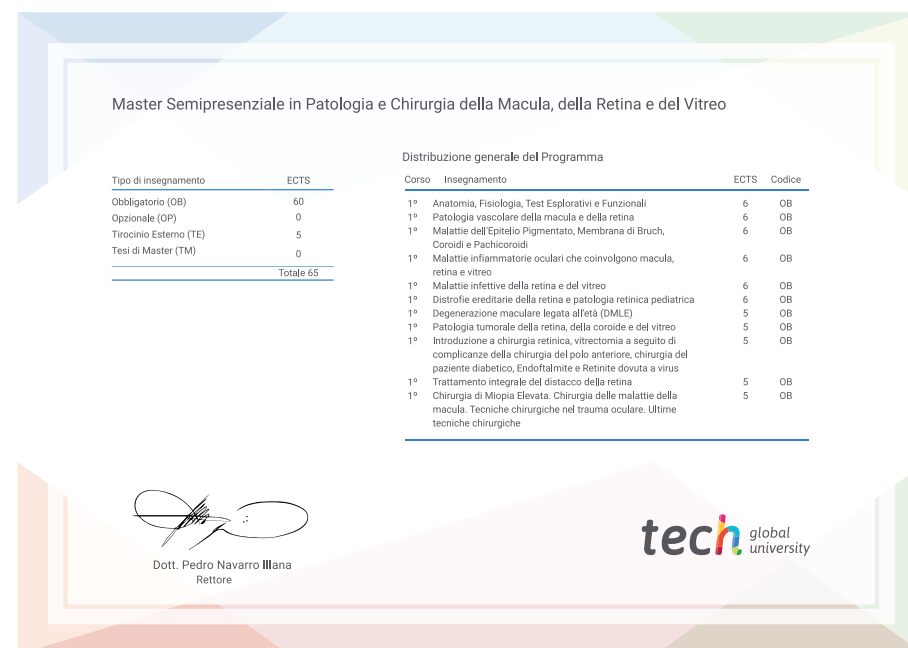 Master Semipresenziale in Patologia e Chirurgia della Macula, della Retina e del Vitreo
Tipo di insegnamento ECTS
Obbligatorio (OB) 60
Opzionale (OP) 0
Tirocinio Esterno (TE) 5
Tesi di Master (TM) 0
Totale 65
Distribuzione generale del Programma
Corso Insegnamento ECTS Codice
1º Anatomia, Fisiologia, Test Esplorativi e Funzionali 6 OB
1º Patologia vascolare della macula e della retina 6 OB
1º Malattie dell'Epitelio Pigmentato, Membrana di Bruch, 6 OB
Coroidi e Pachicoroidi
1º Malattie infiammatorie oculari che coinvolgono macula, 6 OB
retina e vitreo
1º Malattie infettive della retina e del vitreo 6 OB
1º Distrofie ereditarie della retina e patologia retinica pediatrica 6 OB
1º Degenerazione maculare legata all'età (DMLE) 5 OB
1º Patologia tumorale della retina, della coroide e del vitreo 5 OB
1º Introduzione a chirurgia retinica, vitrectomia a seguito di 5 OB
complicanze della chirurgia del polo anteriore, chirurgia del
paziente diabetico, Endoftalmite e Retinite dovuta a virus
1º Trattamento integrale del distacco della retina 5 OB
1º Chirurgia di Miopia Elevata. Chirurgia delle malattie della 5 OB
macula. Tecniche chirurgiche nel trauma oculare. Ultime
tecniche chirurgiche
Dott. Pedro Navarro Illana
Rettore
tech global
university